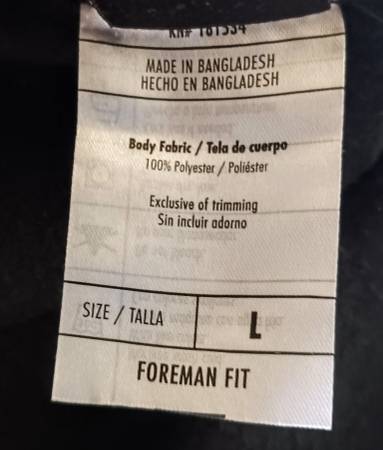 MADE IN BANGLADESH
HECHO EN BANGLADESH
Body Fabric / Tela de cuerpo
100% Polyester / Poliéster
Exclusive of trimming
Sin incluir adorno
SIZE / TALLA L
FOREMAN FIT